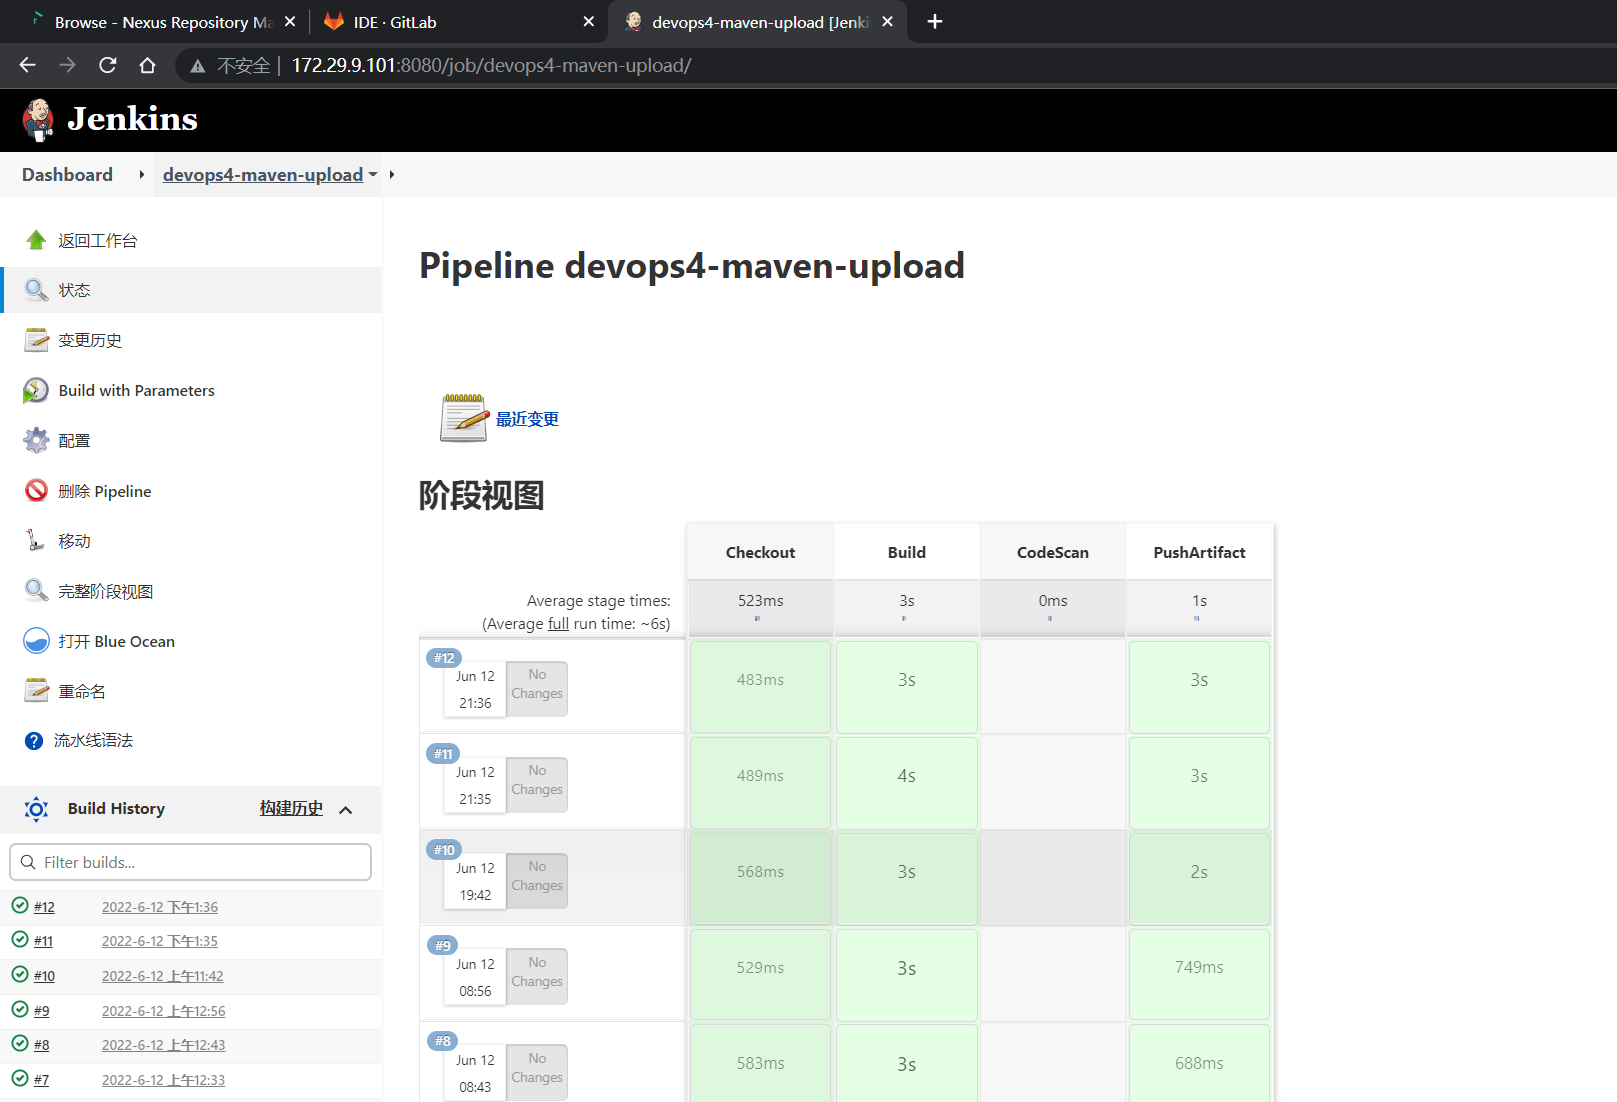 Browse - Nexus Repository Ma
IDE · GitLab
devops4-maven-upload [Jenki
不安全 | 172.29.9.101:8080/job/devops4-maven-upload/
Jenkins
Dashboard
devops4-maven-upload
返回工作台
状态
变更历史
Build with Parameters
配置
删除 Pipeline
移动
完整阶段视图
打开 Blue Ocean
重命名
流水线语法
Build History 构建历史
Filter builds...
#12 2022-6-12 下午1:36
#11 2022-6-12 下午1:35
#10 2022-6-12 上午11:42
#9 2022-6-12 上午12:56
#8 2022-6-12 上午12:43
#7 2022-6-12 上午12:33
Pipeline devops4-maven-upload
最近变更
阶段视图
Checkout Build CodeScan PushArtifact
Average stage times: 523ms 3s 0ms 1s
(Average full run time: ~6s)
#12
Jun 12
21:36
No
Changes
483ms 3s 3s
#11
Jun 12
21:35
No
Changes
489ms 4s 3s
#10
Jun 12
19:42
No
Changes
568ms 3s 2s
#9
Jun 12
08:56
No
Changes
529ms 3s 749ms
#8
Jun 12
08:43
No
Changes
583ms 3s 688ms